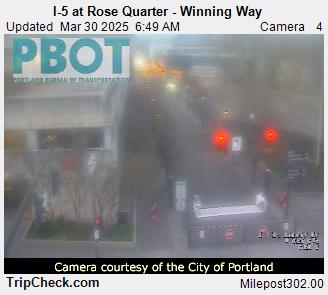 I-5 at Rose Quarter - Winning Way
Updated Mar 30 2025 6:49 AM Camera 4
PBOT
PORTLAND BUREAU OF TRANSPORTATION
Camera courtesy of the City of Portland
TripCheck.com Milepost302.00